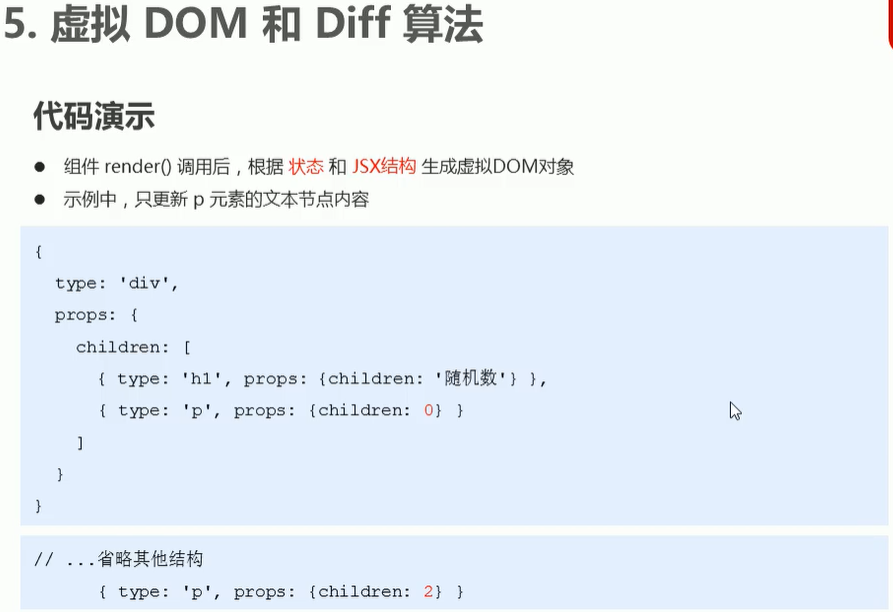 5. 虚拟 DOM 和 Diff 算法
代码演示
● 组件 render() 调用后，根据 状态 和 JSX结构 生成虚拟DOM对象
● 示例中，只更新 p 元素的文本节点内容
{
  type: 'div',
  props: {
    children: [
      { type: 'h1', props: {children: '随机数'} },
      { type: 'p', props: {children: 0} }
    ]
  }
}
// ...省略其他结构
      { type: 'p', props: {children: 2} }